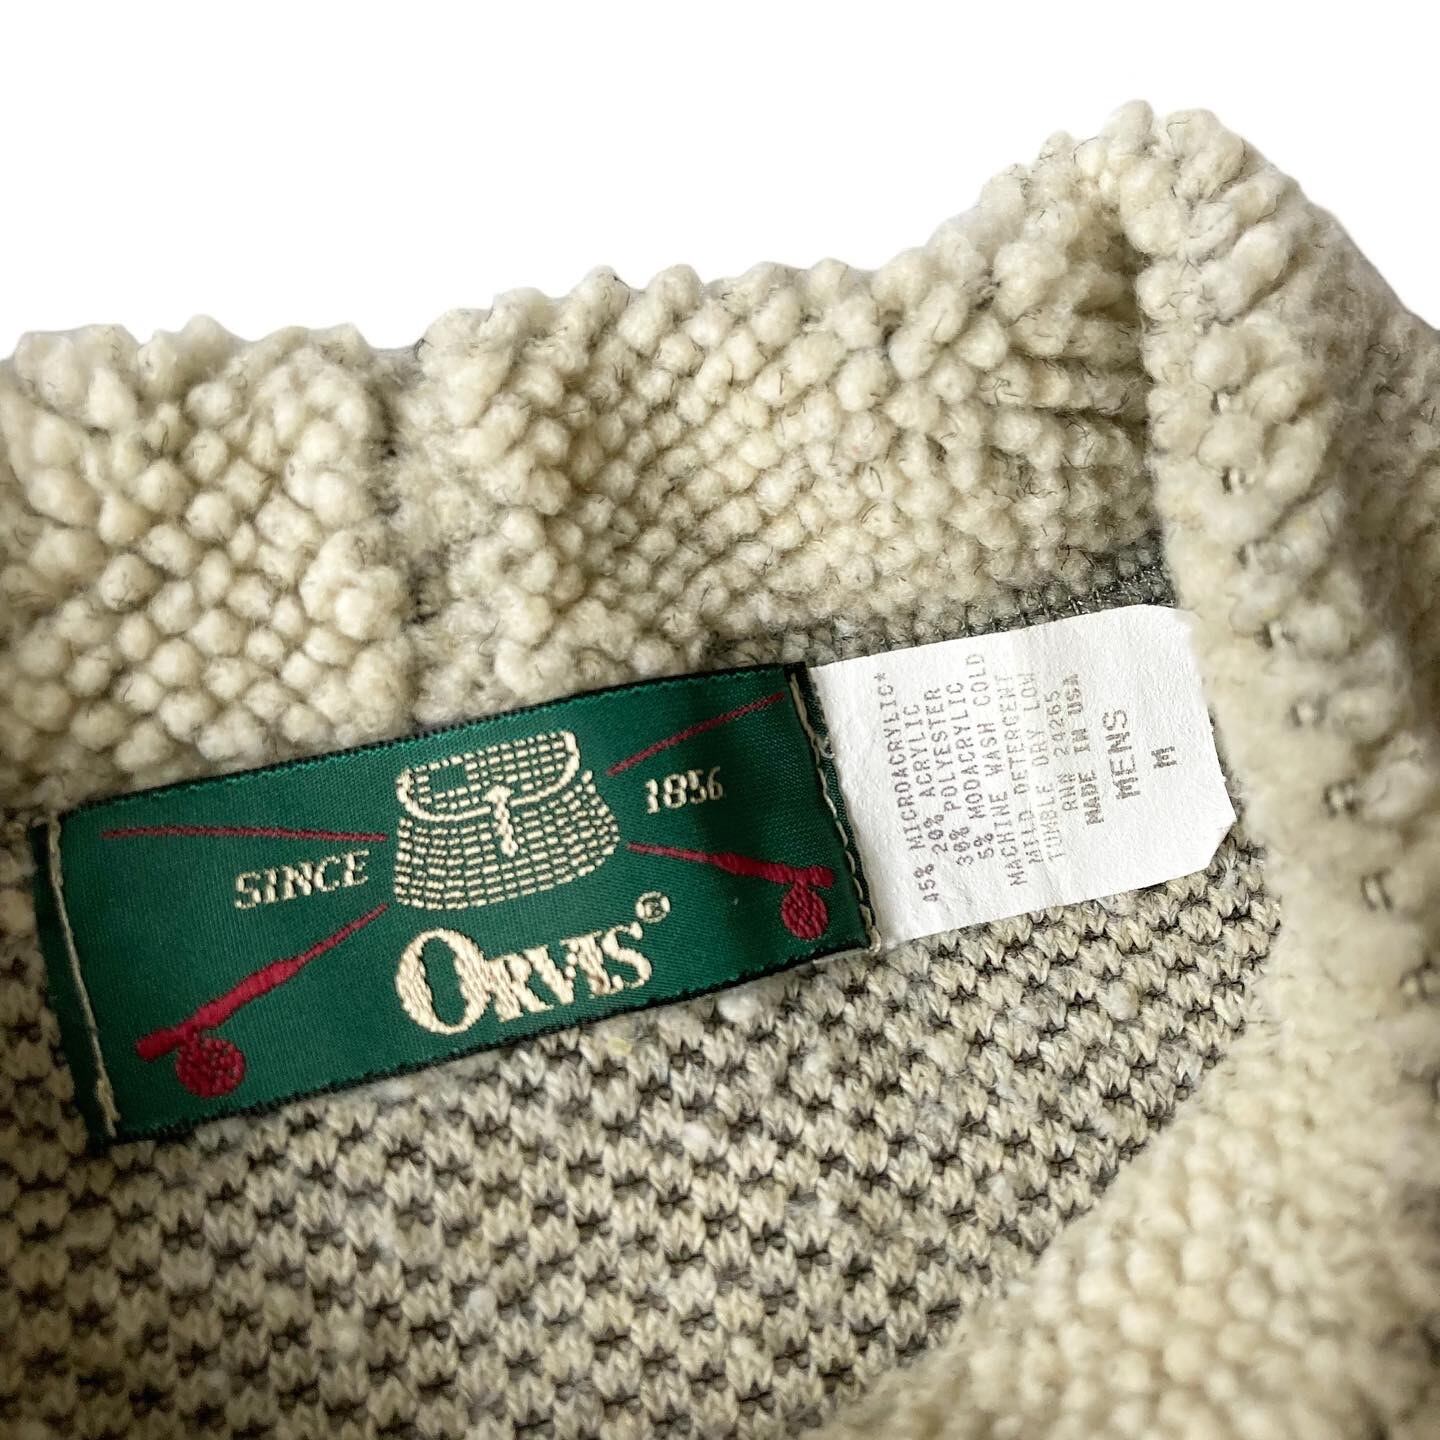 SINCE 1856
ORVIS®
45% MICROACRYLIC*
20% ACRYLIC
30% POLYESTER
5% MODACRYLIC
MACHINE WASH COLD
MILD DETERGENT
TUMBLE DRY LOW
RNN 24265
MADE IN USA
MENS
M